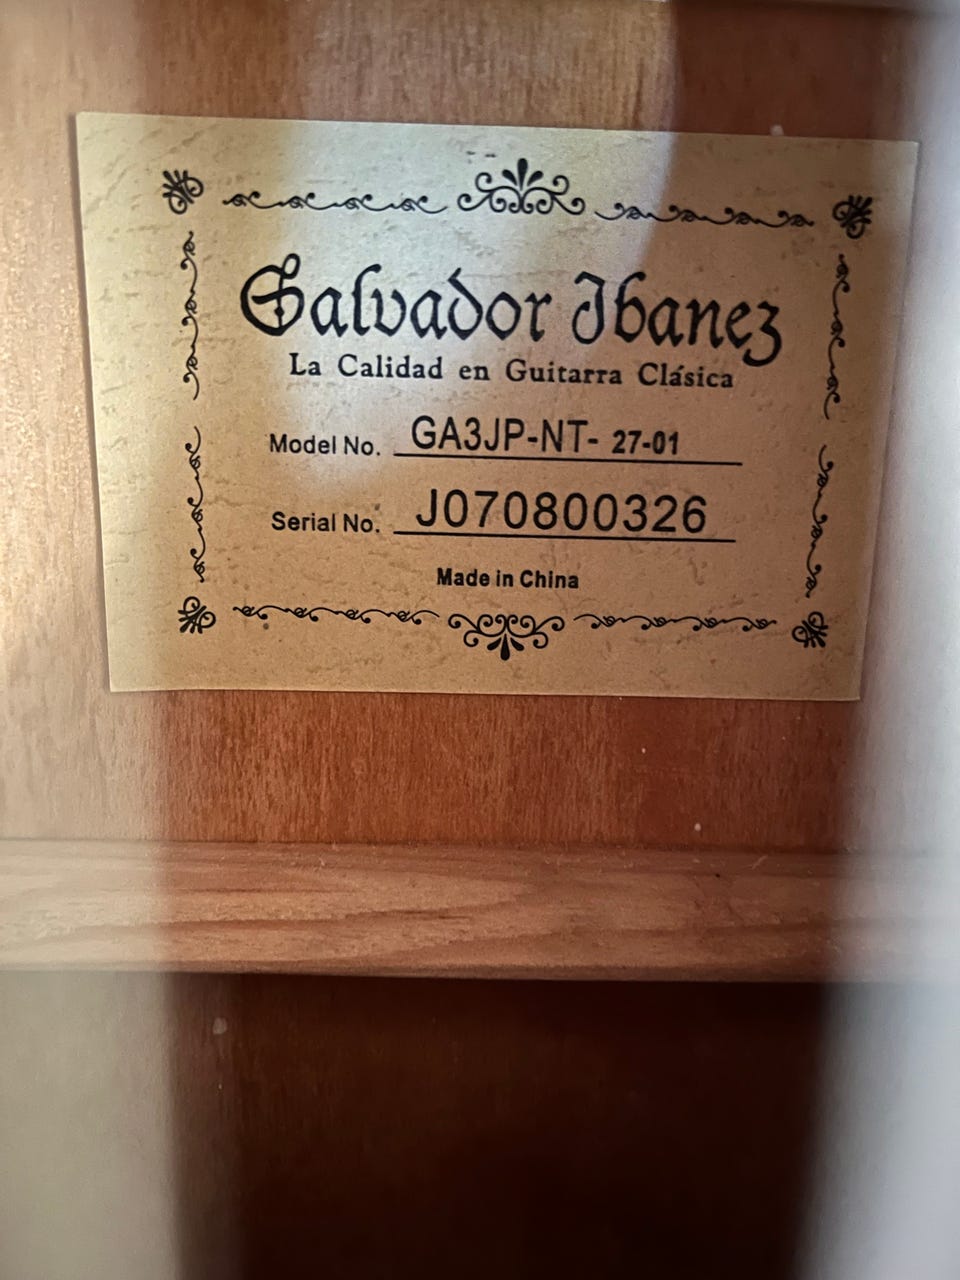 Salvador Ibanez
La Calidad en Guitarra Clásica
Model No. GA3JP-NT- 27-01
Serial No. J070800326
Made in China